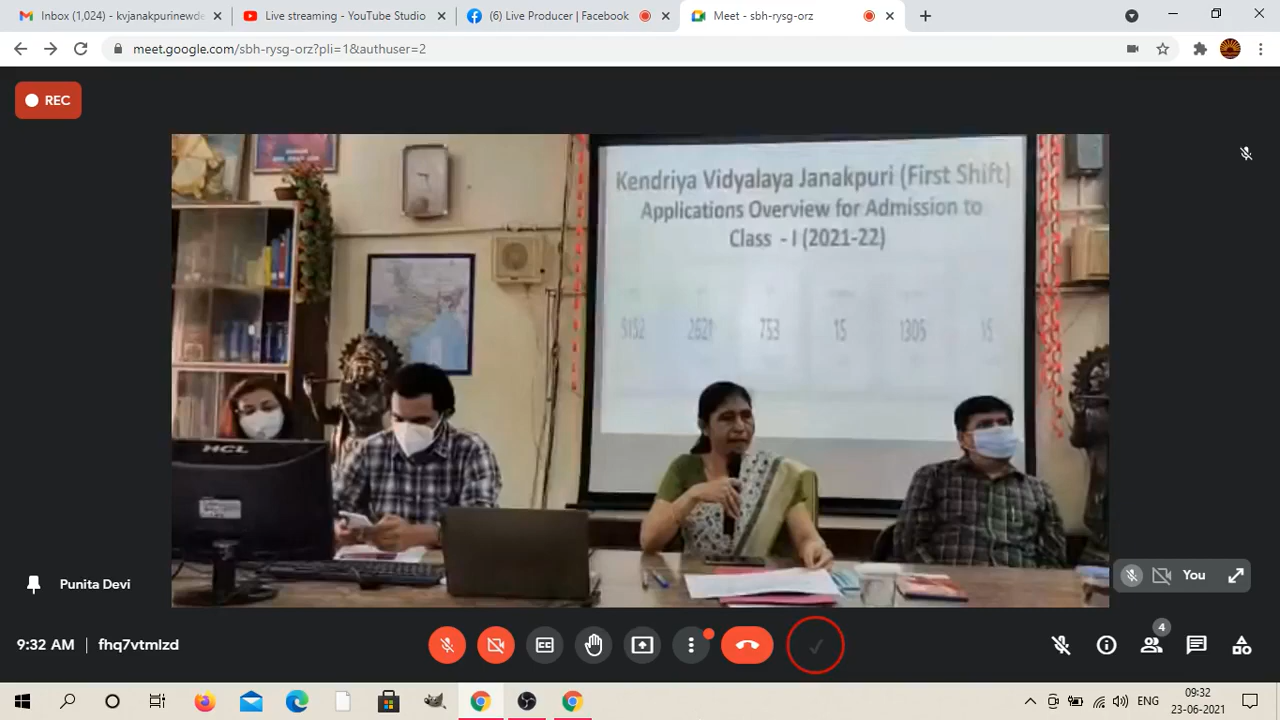 Inbox (1,024) - kvjanakpurinewde
Live streaming - YouTube Studio
(6) Live Producer | Facebook
Meet - sbh-rysg-orz
meet.google.com/sbh-rysg-orz?pli=1&authuser=2
REC
Kendriya Vidyalaya Janakpuri (First Shift)
Applications Overview for Admission to
Class - I (2021-22)
5152 2621 753 15 1305 15
HCL
Punita Devi
You
9:32 AM | fhq7vtmlzd
CC
4
ENG
09:32
23-06-2021